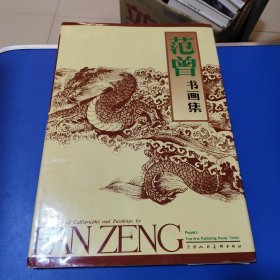 范曾
书画集
of Calligraphy and Paintings by
FAN ZENG
People's
Fine Arts Publishing House, Tianjin
天津人民美术出版社